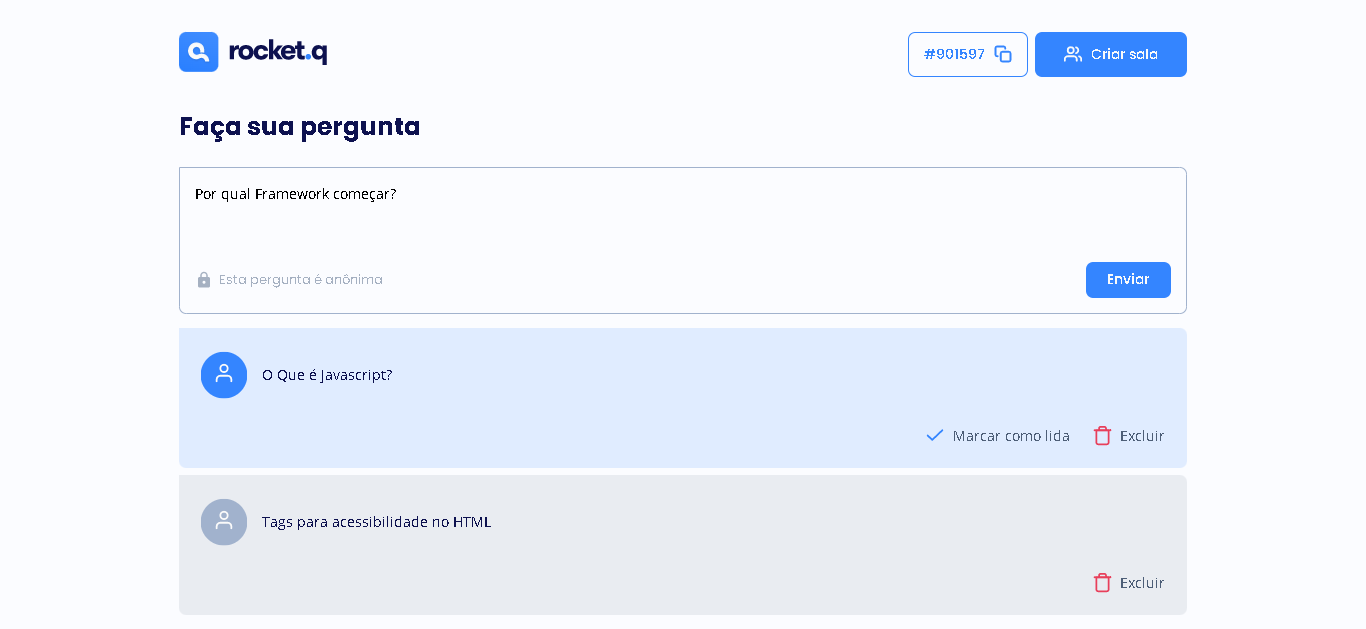 rocket.q
#901597
Criar sala
Faça sua pergunta
Por qual Framework começar?
Esta pergunta é anônima
Enviar
O Que é Javascript?
Marcar como lida
Excluir
Tags para acessibilidade no HTML
Excluir